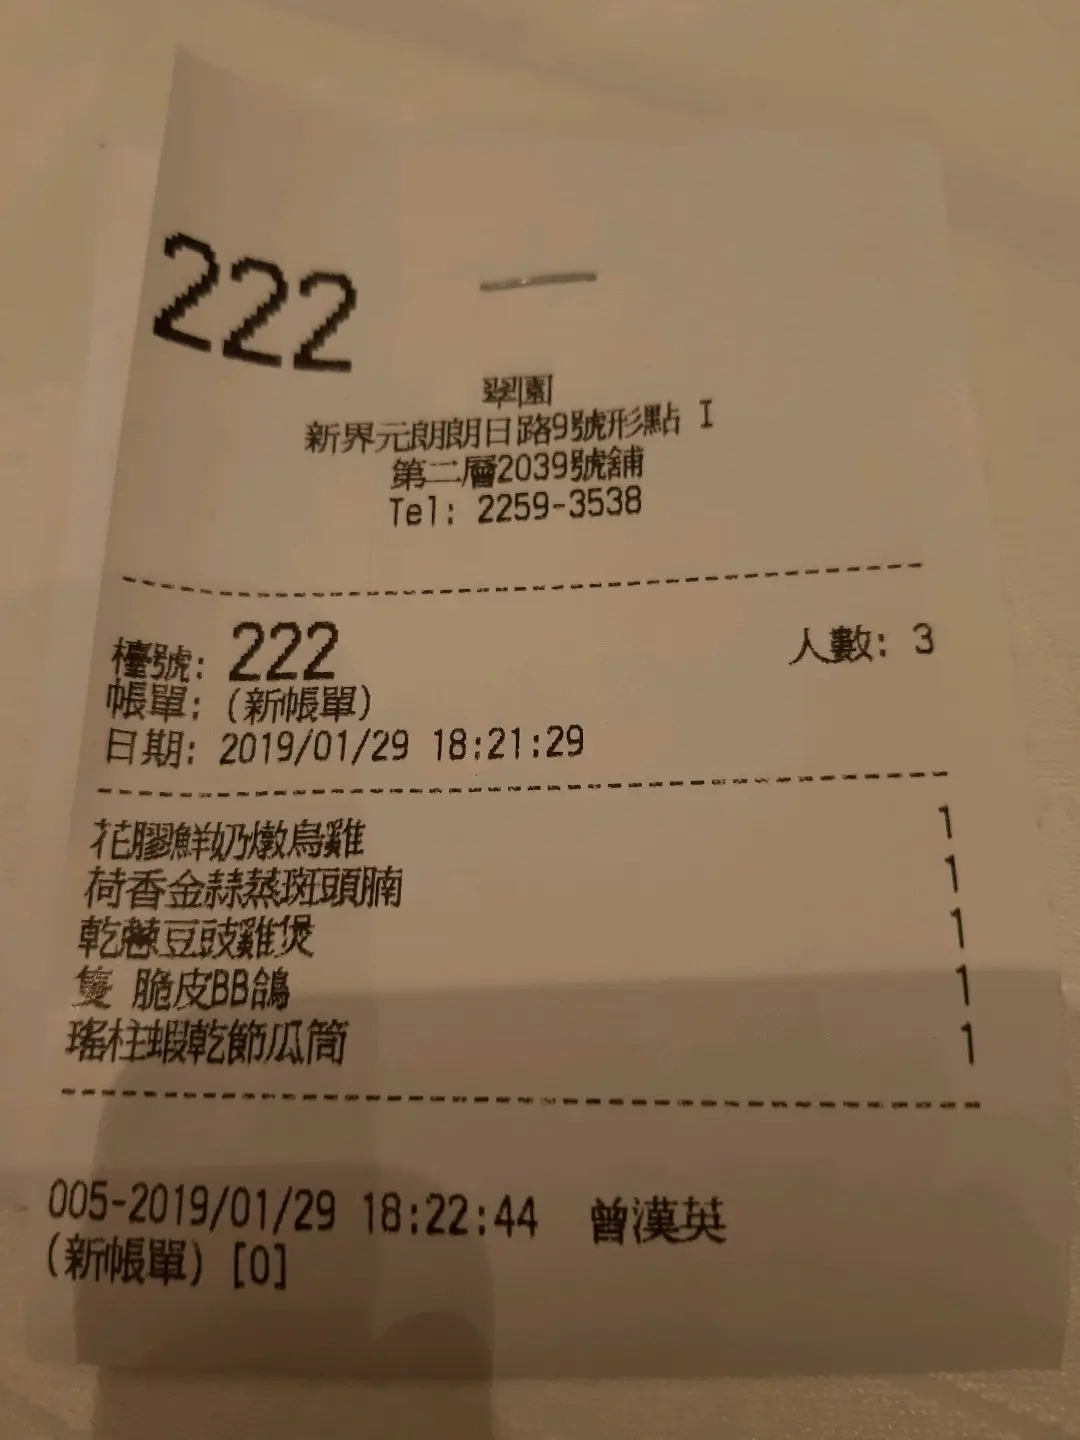 222
翠園
新界元朗朗日路9號形點 I
第二層2039號舖
Tel: 2259-3538
檯號: 222 人數: 3
帳單: (新帳單)
日期: 2019/01/29 18:21:29
花膠鮮奶燉烏雞 1
荷香金蒜蒸斑頭腩 1
乾蔥豆豉雞煲 1
隻 脆皮BB鴿 1
瑤柱蝦乾節瓜筒 1
005-2019/01/29 18:22:44 曾漢英
(新帳單) [0]